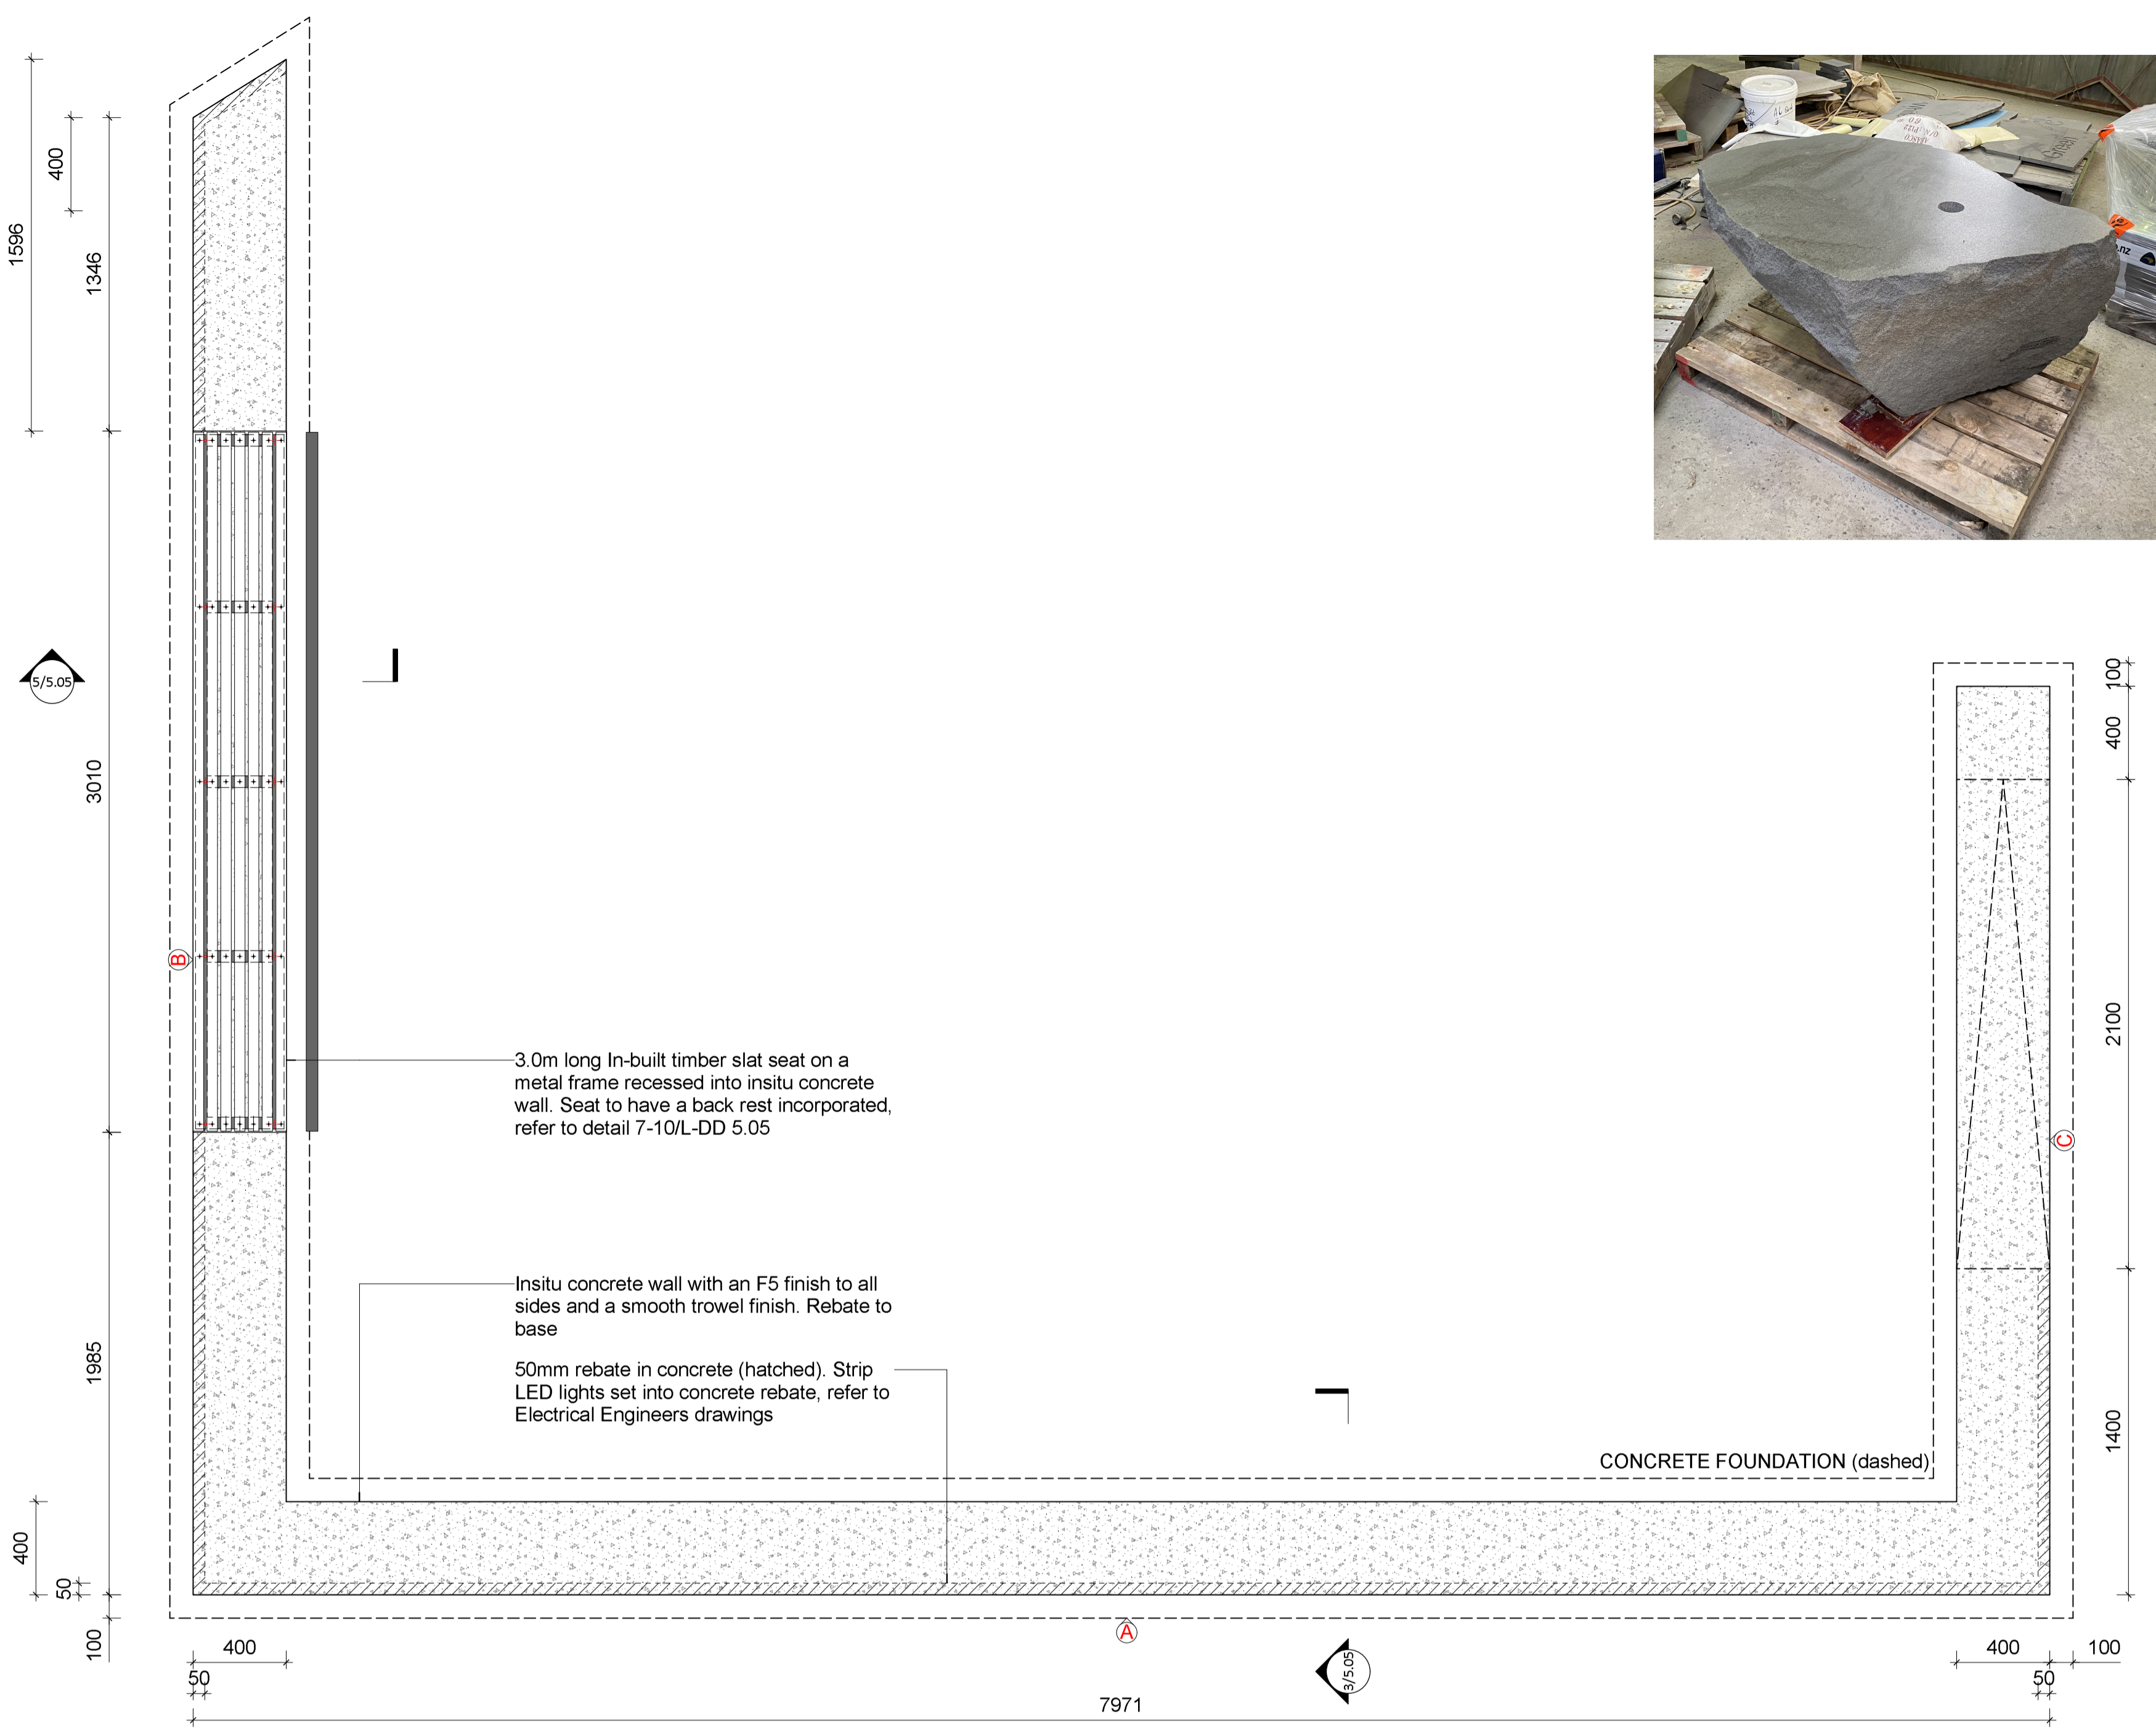 1596
400
1346
3010
1985
400
50
100
5/5.05
B
3.0m long In-built timber slat seat on a
metal frame recessed into insitu concrete
wall. Seat to have a back rest incorporated,
refer to detail 7-10/L-DD 5.05
Insitu concrete wall with an F5 finish to all
sides and a smooth trowel finish. Rebate to
base
50mm rebate in concrete (hatched). Strip
LED lights set into concrete rebate, refer to
Electrical Engineers drawings
CONCRETE FOUNDATION (dashed)
Green
.nz
100
400
2100
C
1400
A
3/5.05
400
50
7971
400
100
50